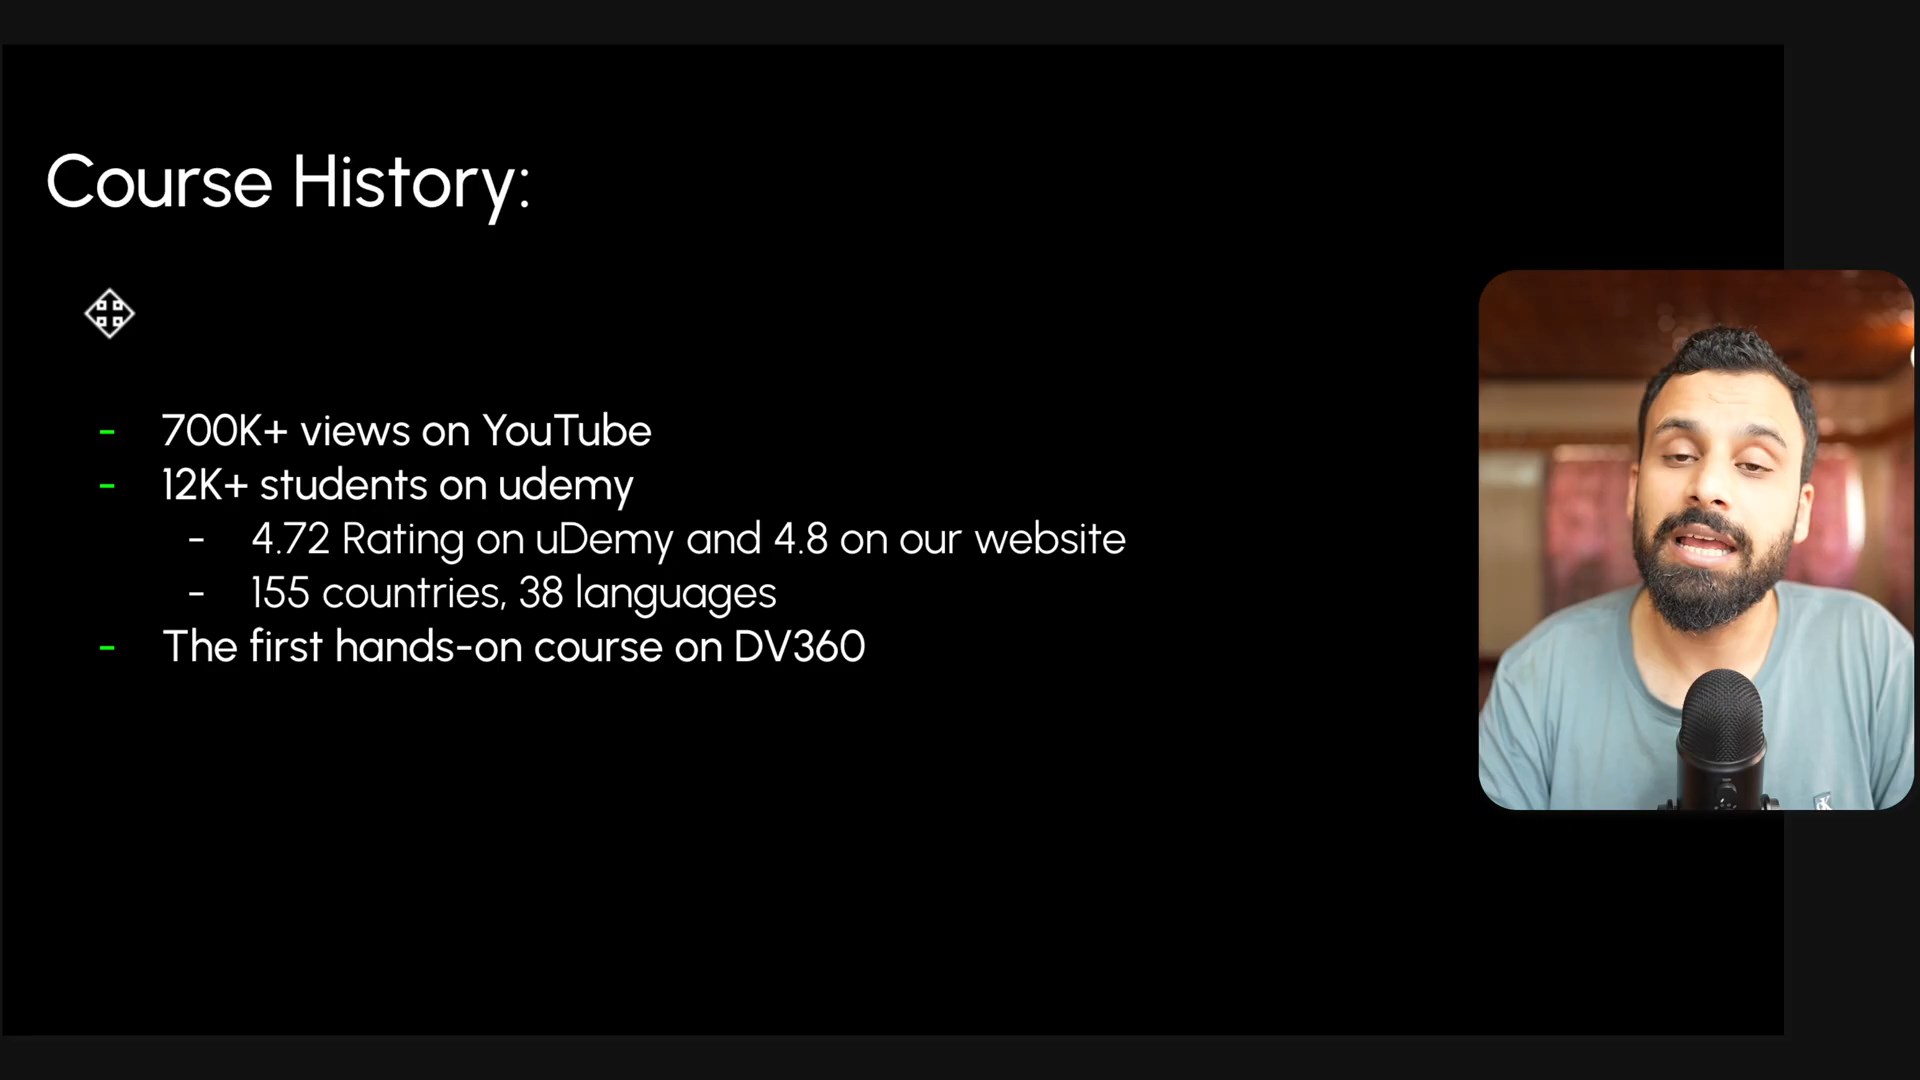 Course History:
- 700K+ views on YouTube
- 12K+ students on udemy
- 4.72 Rating on uDemy and 4.8 on our website
- 155 countries, 38 languages
- The first hands-on course on DV360